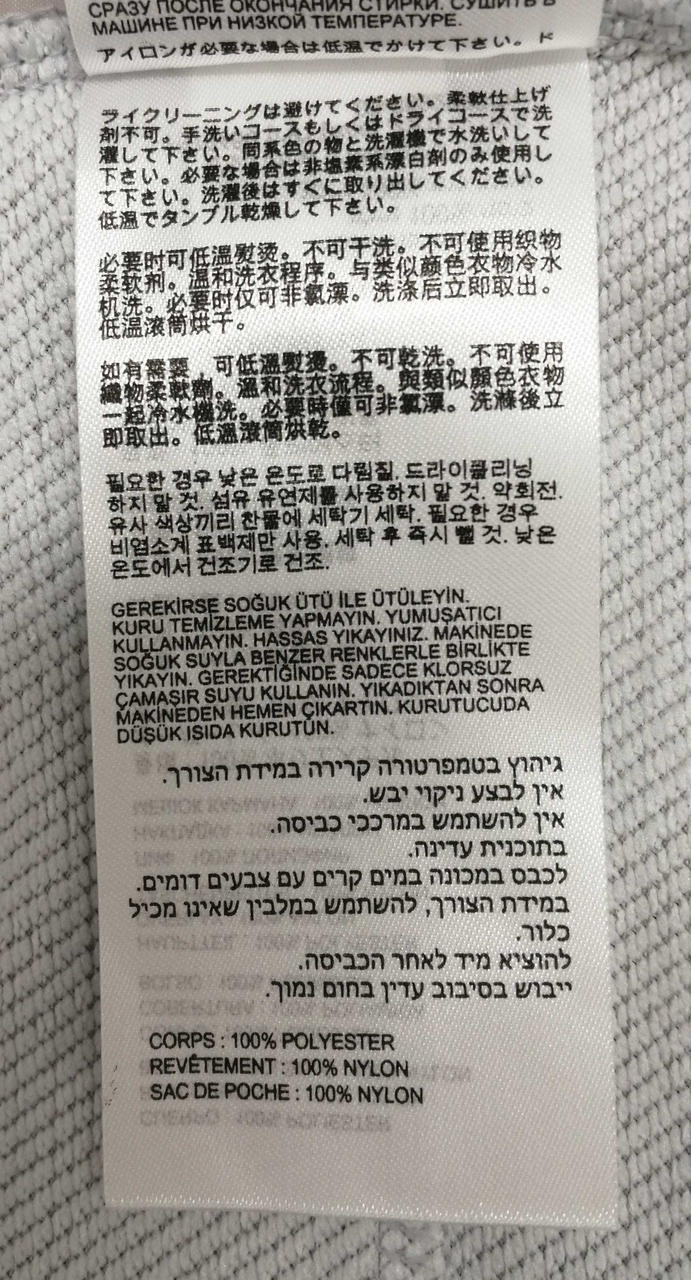 СРАЗУ ПОСЛЕ ОКОНЧАНИЯ СТИРКИ. СУШИТЬ В
МАШИНЕ ПРИ НИЗКОЙ ТЕМПЕРАТУРЕ.
アイロンが必要な場合は低温でかけて下さい。ド
ライクリーニングは避けてください。柔軟仕上げ
剤不可。手洗いコースもしくはドライコースで洗
濯して下さい。同系色の物と洗濯機で水洗いして
下さい。必要な場合は非塩素系漂白剤のみ使用し
て下さい。洗濯後はすぐに取り出してください。
低温でタンブル乾燥して下さい。
必要时可低温熨烫。不可干洗。不可使用织物
柔软剂。温和洗衣程序。与类似颜色衣物冷水
机洗。必要时仅可非氯漂。洗涤后立即取出。
低温滚筒烘干。
如有需要，可低溫熨燙。不可乾洗。不可使用
織物柔軟劑。溫和洗衣流程。與類似顏色衣物
一起冷水機洗。必要時僅可非氯漂。洗滌後立
即取出。低溫滾筒烘乾。
필요한 경우 낮은 온도로 다림질. 드라이클리닝
하지 말 것. 섬유 유연제를 사용하지 말 것. 약회전.
유사 색상끼리 찬물에 세탁기 세탁. 필요한 경우
비염소계 표백제만 사용. 세탁 후 즉시 뺄 것. 낮은
온도에서 건조기로 건조.
GEREKİRSE SOĞUK ÜTÜ İLE ÜTÜLEYİN.
KURU TEMİZLEME YAPMAYIN. YUMUŞATICI
KULLANMAYIN. HASSAS YIKAYINIZ. MAKİNEDE
SOĞUK SUYLA BENZER RENKLERLE BİRLİKTE
YIKAYIN. GEREKTİĞİNDE SADECE KLORSUZ
ÇAMAŞIR SUYU KULLANIN. YIKADIKTAN SONRA
MAKİNEDEN HEMEN ÇIKARTIN. KURUTUCUDA
DÜŞÜK ISIDA KURUTUN.
גיהוץ בטמפרטורה קרירה במידת הצורך.
אין לבצע ניקוי יבש.
אין להשתמש במרככי כביסה.
בתוכנית עדינה.
לכבס במכונה במים קרים עם צבעים דומים.
במידת הצורך, להשתמש במלבין שאינו מכיל
כלור.
להוציא מיד לאחר הכביסה.
ייבוש בסיבוב עדין בחום נמוך.
CORPS : 100% POLYESTER
REVÊTEMENT : 100% NYLON
SAC DE POCHE : 100% NYLON